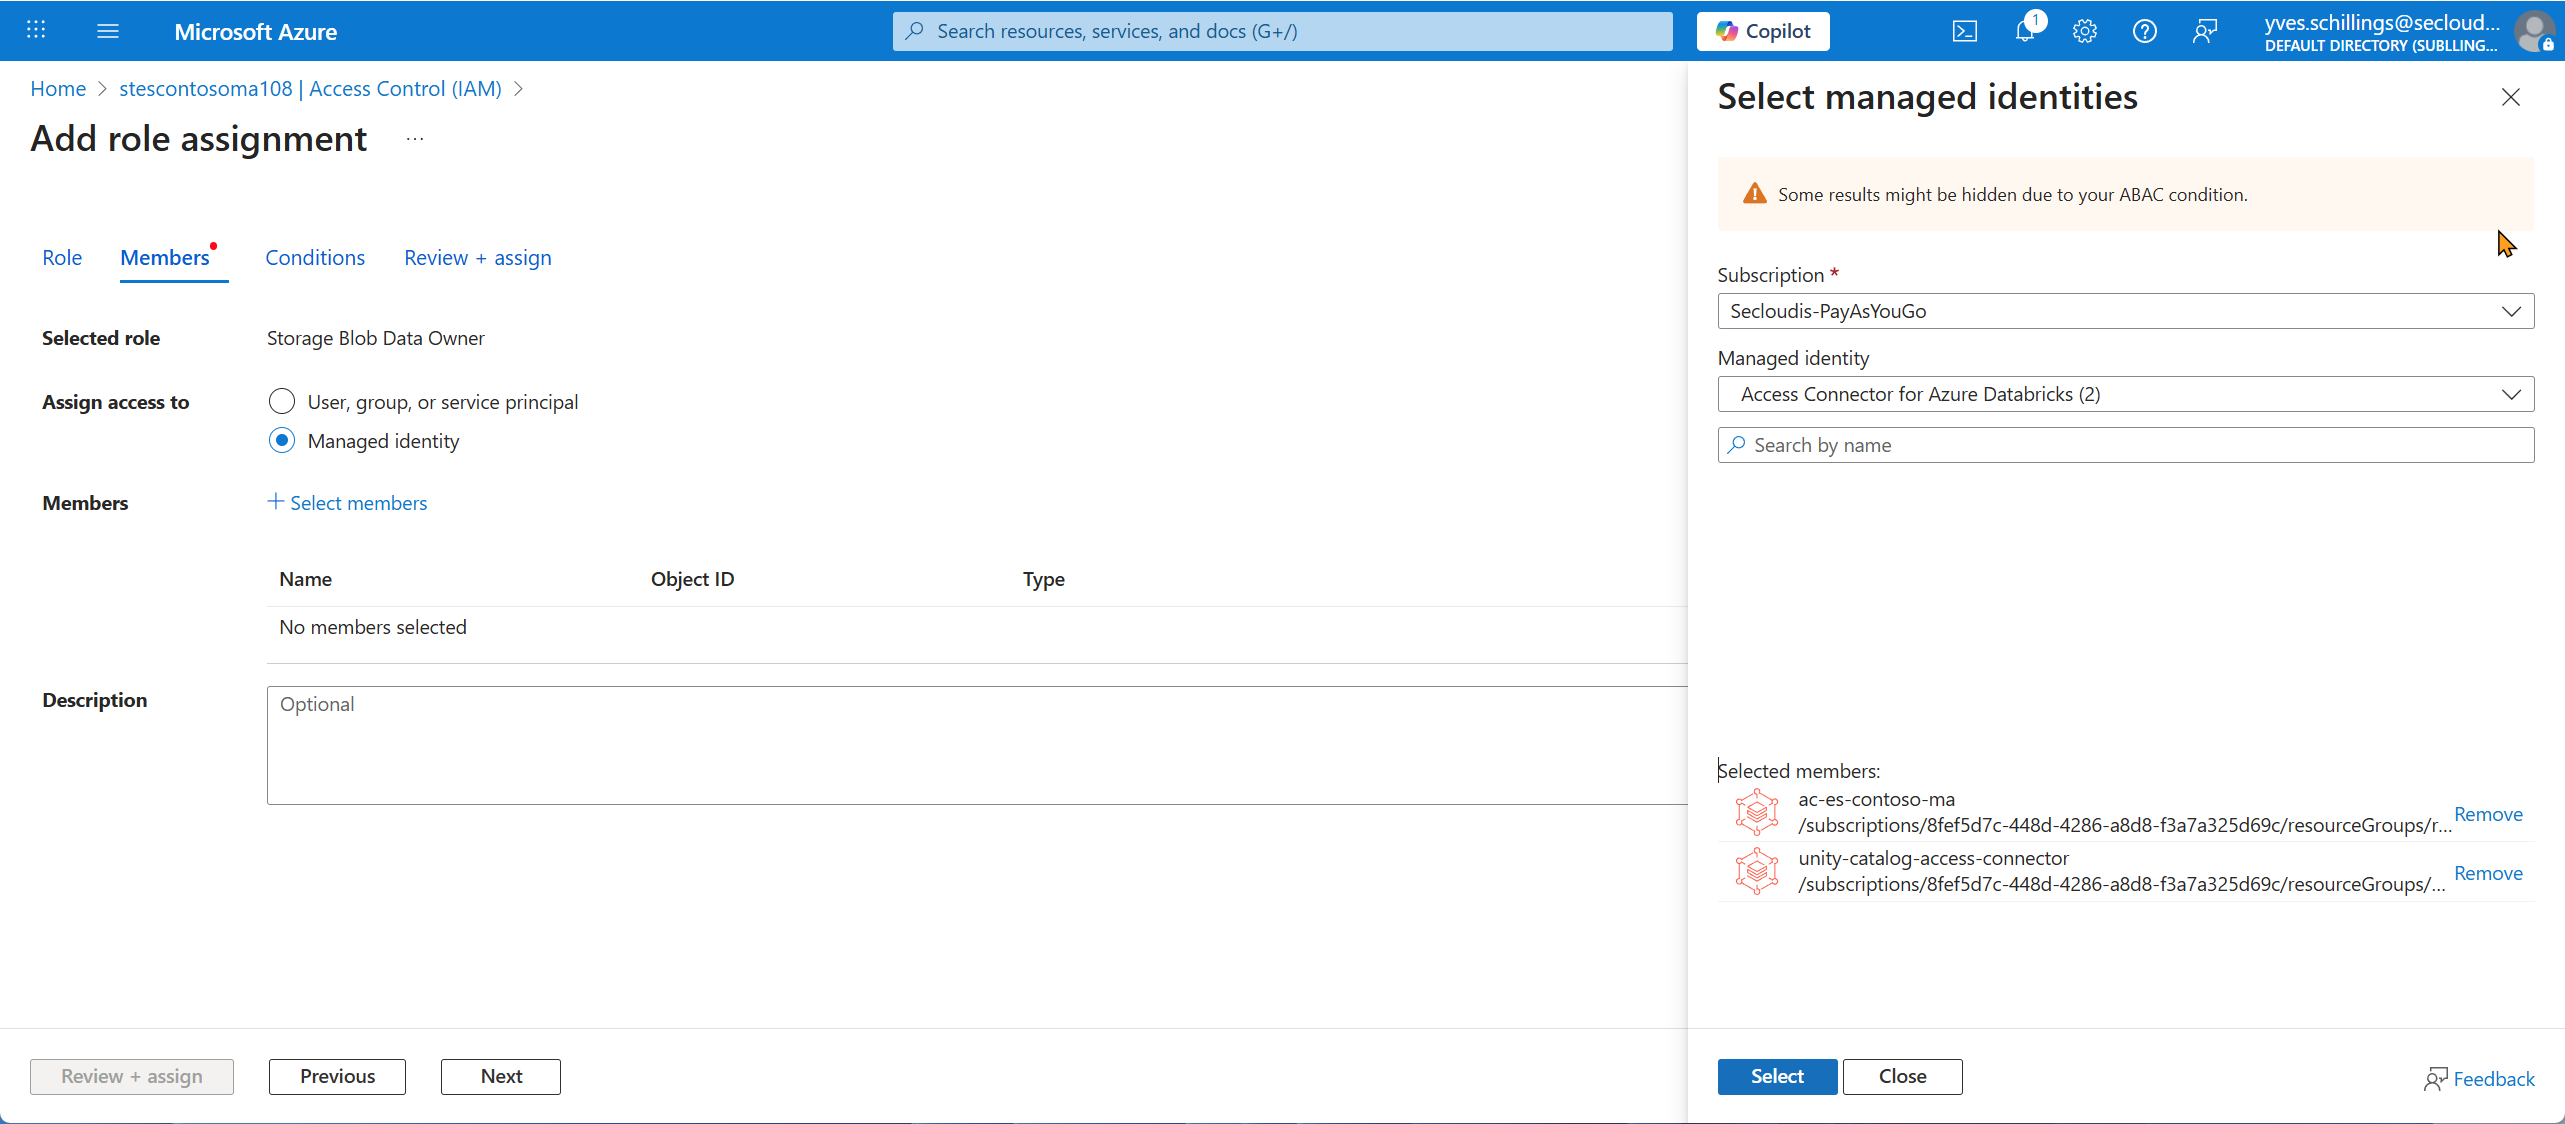 Microsoft Azure
Search resources, services, and docs (G+/)
Copilot
1
yves.schillings@secloud...
DEFAULT DIRECTORY (SUBLLING...
Home > stescontosoma108 | Access Control (IAM) >
Add role assignment ...
Role Members Conditions Review + assign
Selected role Storage Blob Data Owner
Assign access to User, group, or service principal
Managed identity
Members + Select members
Name Object ID Type
No members selected
Description Optional
Review + assign Previous Next
Select managed identities
Some results might be hidden due to your ABAC condition.
Subscription *
Secloudis-PayAsYouGo
Managed identity
Access Connector for Azure Databricks (2)
Search by name
Selected members:
ac-es-contoso-ma
/subscriptions/8fef5d7c-448d-4286-a8d8-f3a7a325d69c/resourceGroups/r...
Remove
unity-catalog-access-connector
/subscriptions/8fef5d7c-448d-4286-a8d8-f3a7a325d69c/resourceGroups/...
Remove
Select Close Feedback